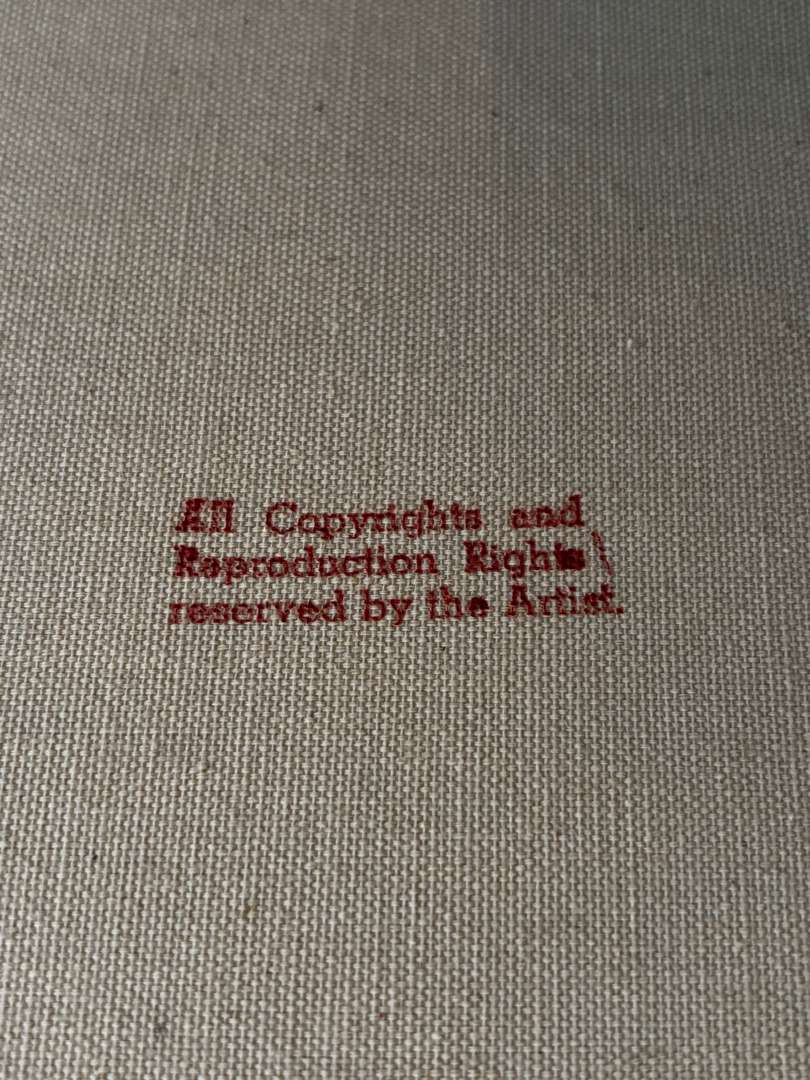 All Copyrights and
Reproduction Rights
reserved by the Artist.